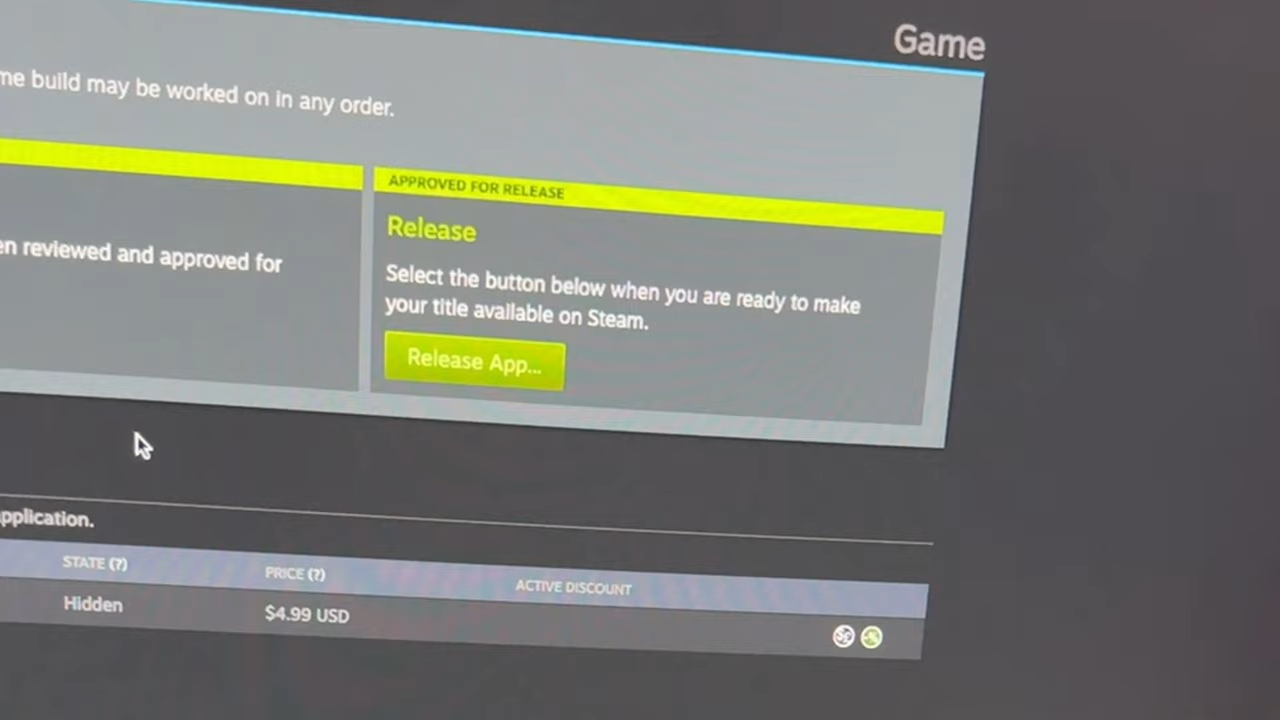 Game
me build may be worked on in any order.
en reviewed and approved for
APPROVED FOR RELEASE
Release
Select the button below when you are ready to make
your title available on Steam.
Release App...
pplication.
STATE (?) PRICE (?) ACTIVE DISCOUNT
Hidden $4.99 USD